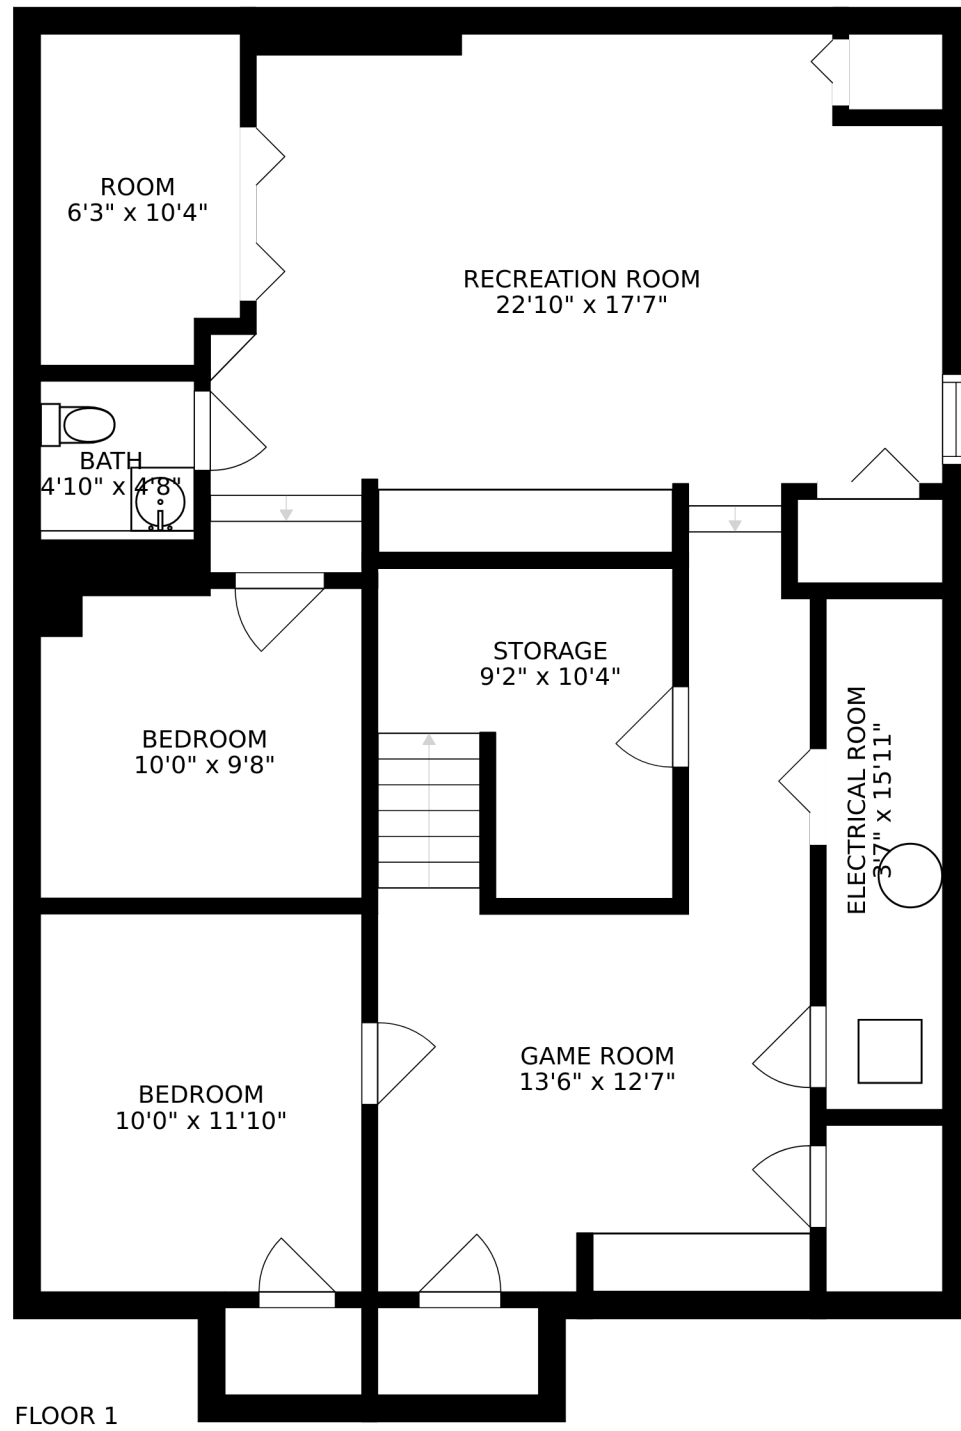 ROOM
6'3" x 10'4"
RECREATION ROOM
22'10" x 17'7"
BATH
4'10" x 4'8"
STORAGE
9'2" x 10'4"
BEDROOM
10'0" x 9'8"
ELECTRICAL ROOM
3'7" x 15'11"
GAME ROOM
13'6" x 12'7"
BEDROOM
10'0" x 11'10"
FLOOR 1